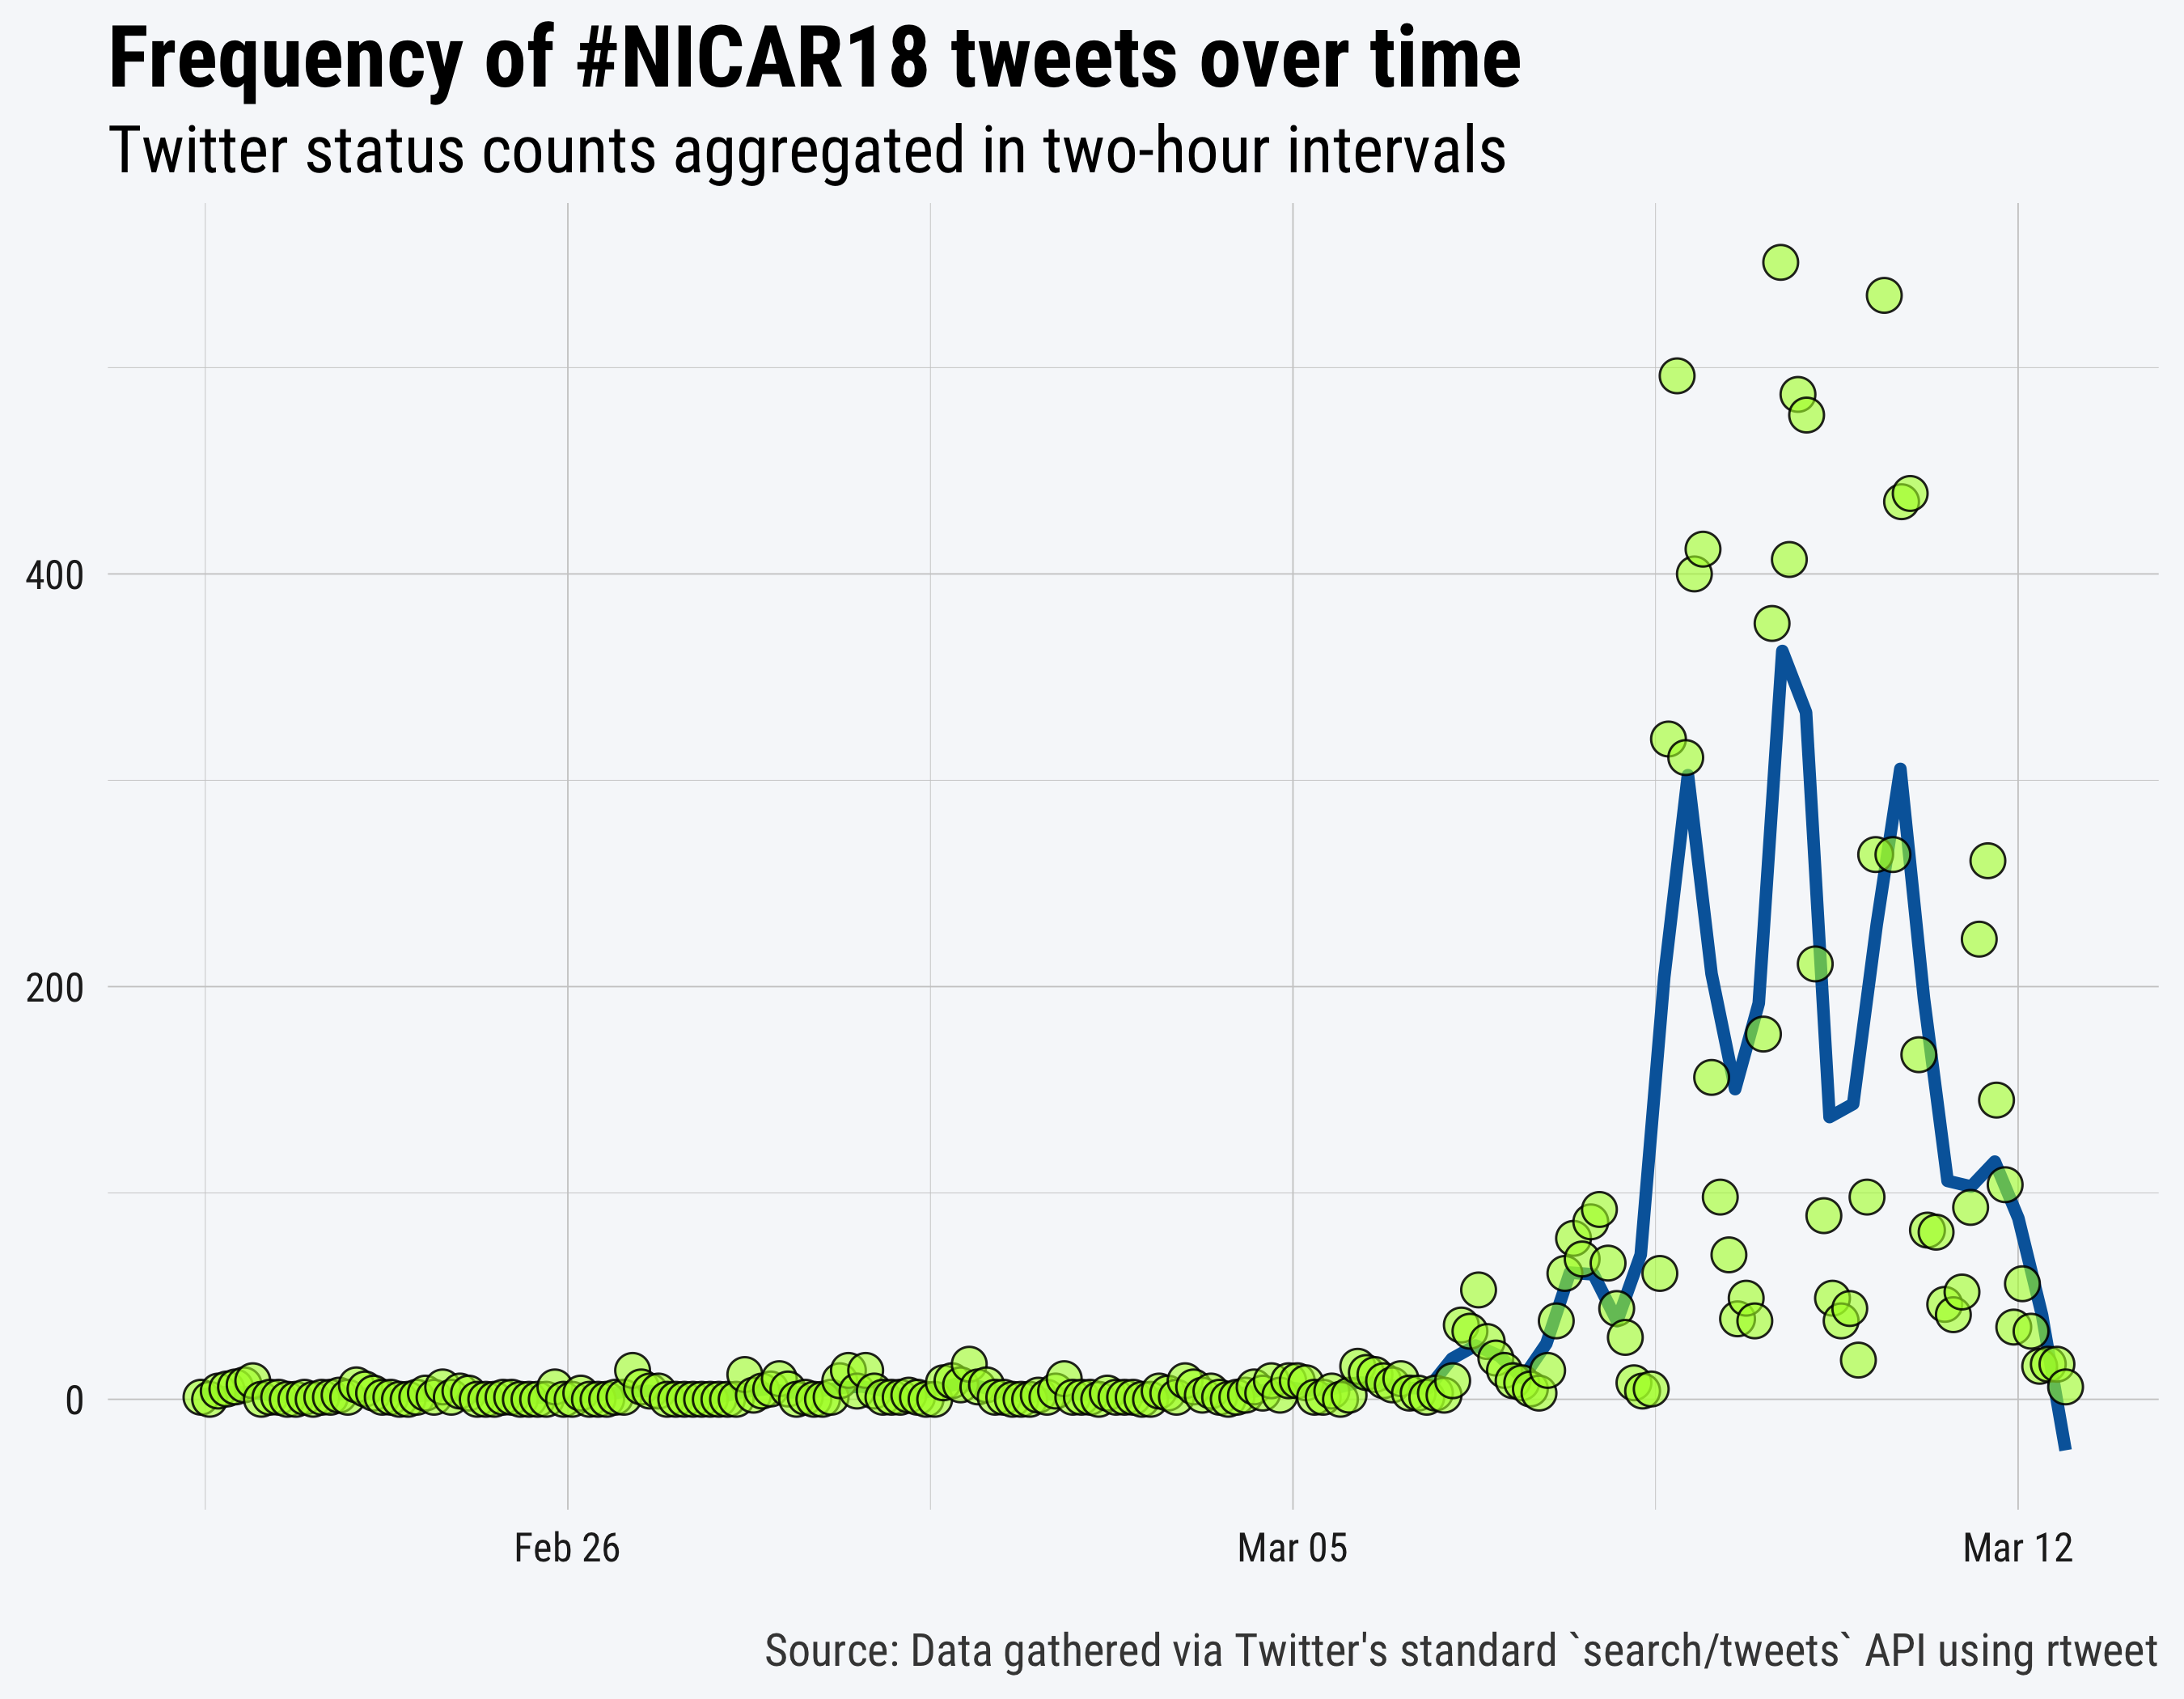 Frequency of #NICAR18 tweets over time
Twitter status counts aggregated in two-hour intervals
400
200
0
Feb 26 Mar 05 Mar 12
Source: Data gathered via Twitter's standard `search/tweets` API using rtweet